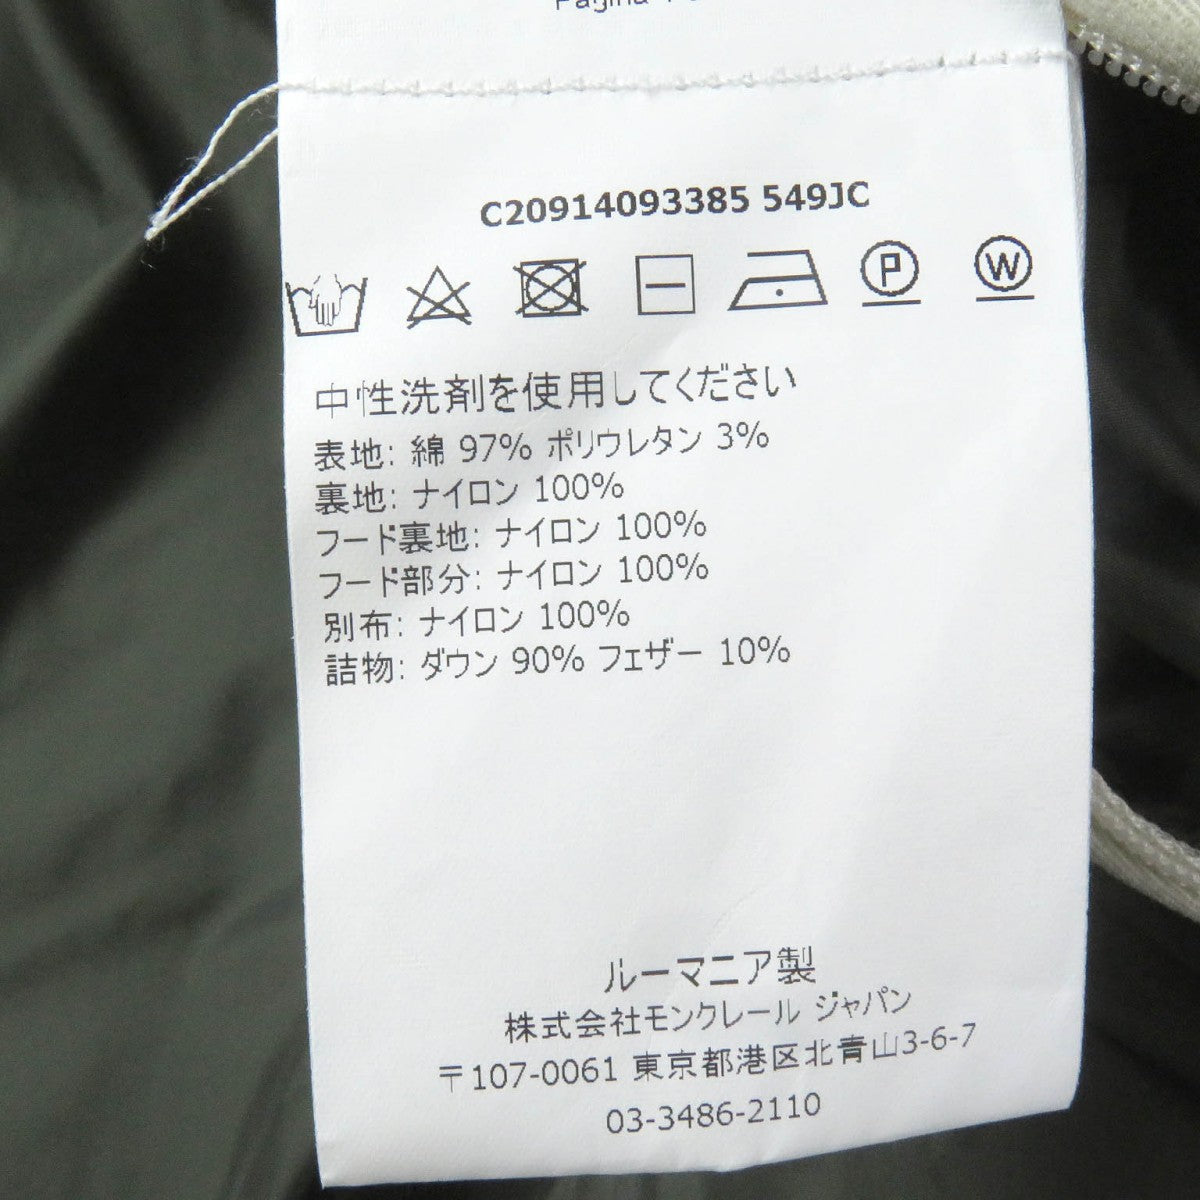 C20914093385 549JC
P W
中性洗剤を使用してください
表地: 綿 97% ポリウレタン 3%
裏地: ナイロン 100%
フード裏地: ナイロン 100%
フード部分: ナイロン 100%
別布: ナイロン 100%
詰物: ダウン 90% フェザー 10%
ルーマニア製
株式会社モンクレール ジャパン
〒107-0061 東京都港区北青山3-6-7
03-3486-2110